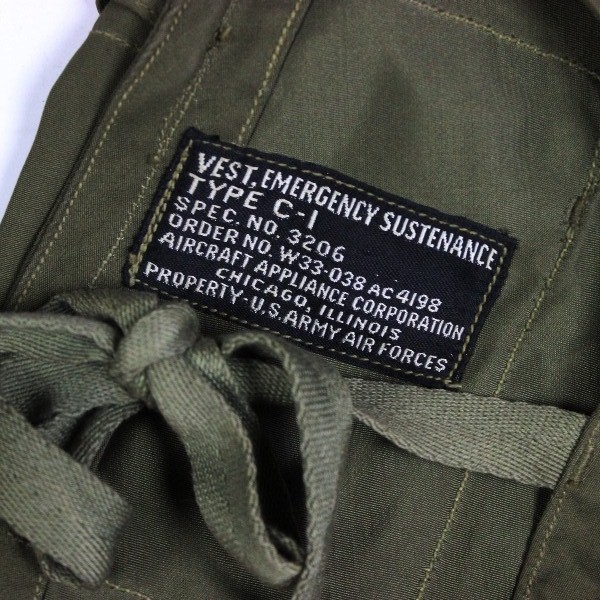 VEST, EMERGENCY SUSTENANCE
TYPE C-1
SPEC. NO. 3206
ORDER NO. W33-038 AC 4198
AIRCRAFT APPLIANCE CORPORATION
CHICAGO, ILLINOIS
PROPERTY-U.S. ARMY AIR FORCES